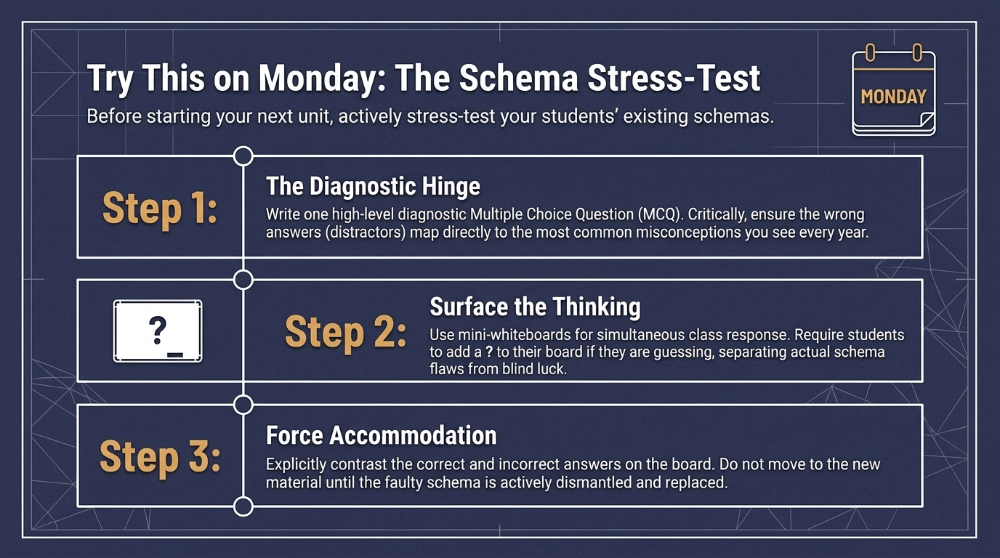 Try This on Monday: The Schema Stress-Test
Before starting your next unit, actively stress-test your students’ existing schemas.
MONDAY
Step 1:
The Diagnostic Hinge
Write one high-level diagnostic Multiple Choice Question (MCQ). Critically, ensure the wrong
answers (distractors) map directly to the most common misconceptions you see every year.
?
Step 2:
Surface the Thinking
Use mini-whiteboards for simultaneous class response. Require students
to add a ? to their board if they are guessing, separating actual schema
flaws from blind luck.
Step 3:
Force Accommodation
Explicitly contrast the correct and incorrect answers on the board. Do not move to the new
material until the faulty schema is actively dismantled and replaced.